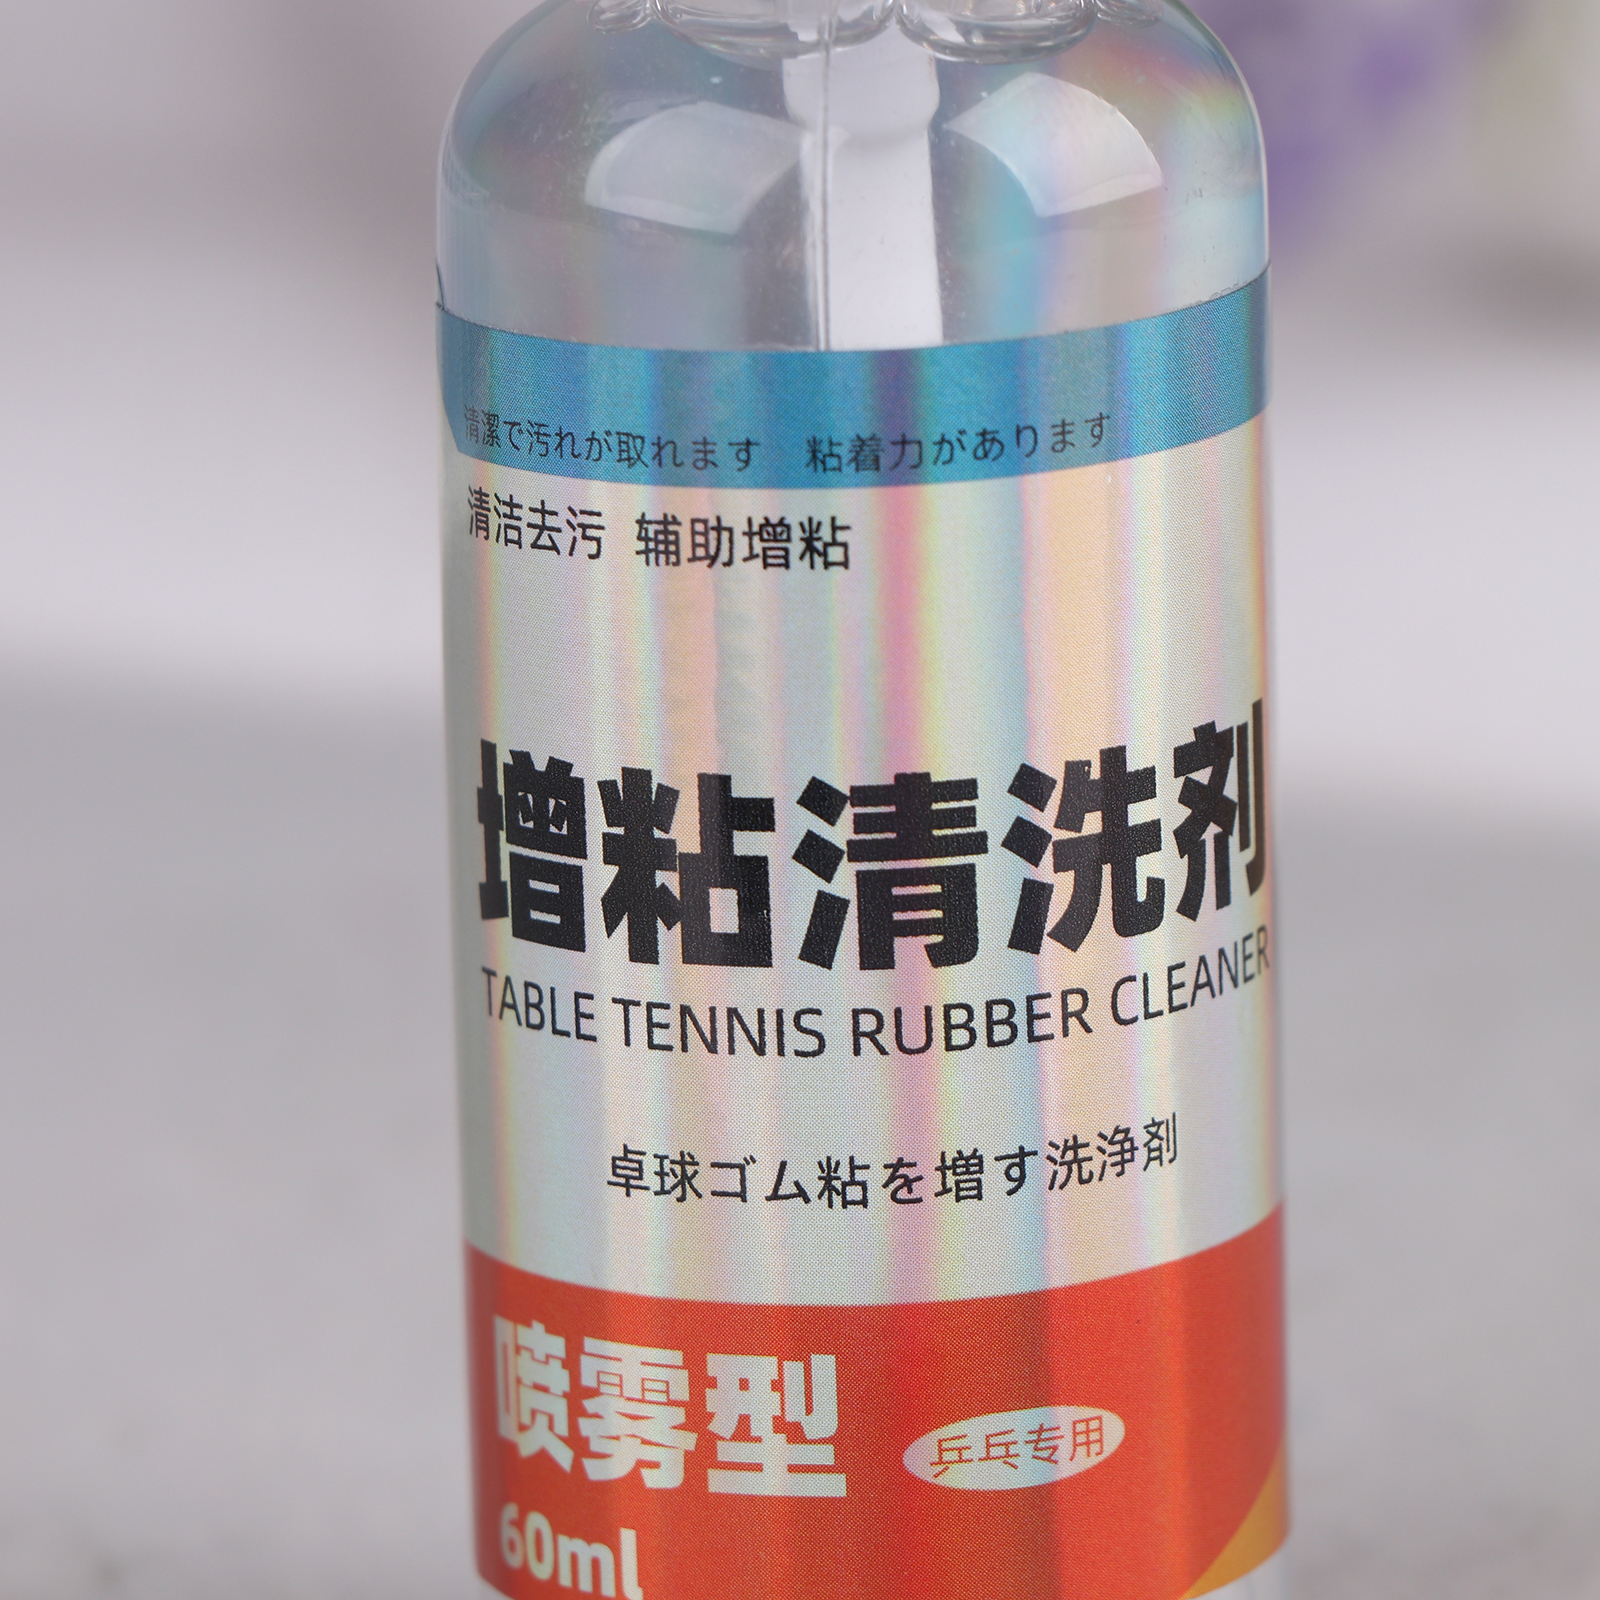 清潔で汚れが取れます 粘着力があります
清洁去污 辅助增粘
增粘清洗剂
TABLE TENNIS RUBBER CLEANER
卓球ゴム粘を増す洗浄剤
喷雾型
乒乓专用
60ml